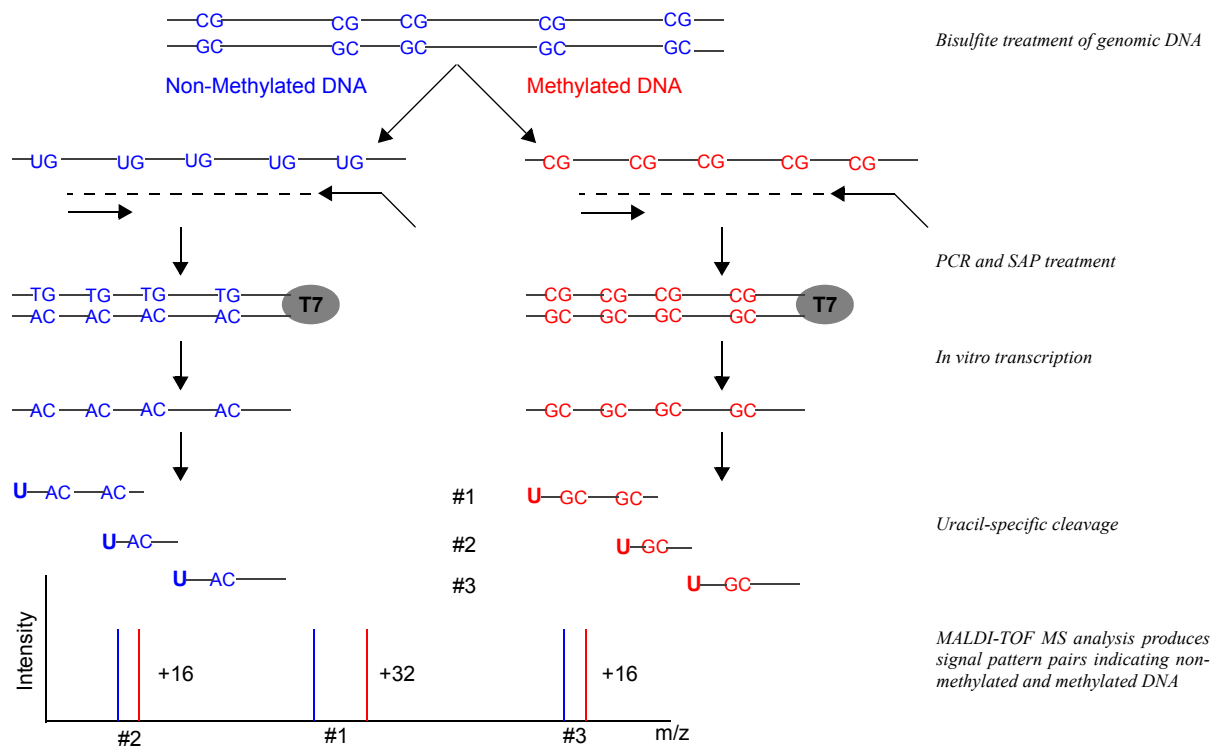 CG CG CG CG CG
GC GC GC GC GC
Bisulfite treatment of genomic DNA
Non-Methylated DNA Methylated DNA
UG UG UG UG UG
CG CG CG CG CG
PCR and SAP treatment
TG TG TG TG
AC AC AC AC
T7
CG CG CG CG
GC GC GC GC
T7
In vitro transcription
AC AC AC AC
GC GC GC GC
U AC AC
#1
U GC GC
Uracil-specific cleavage
U AC
#2
U GC
U AC
#3
U GC
Intensity
+16
+32
+16
MALDI-TOF MS analysis produces
signal pattern pairs indicating non-
methylated and methylated DNA
#2 #1 #3 m/z